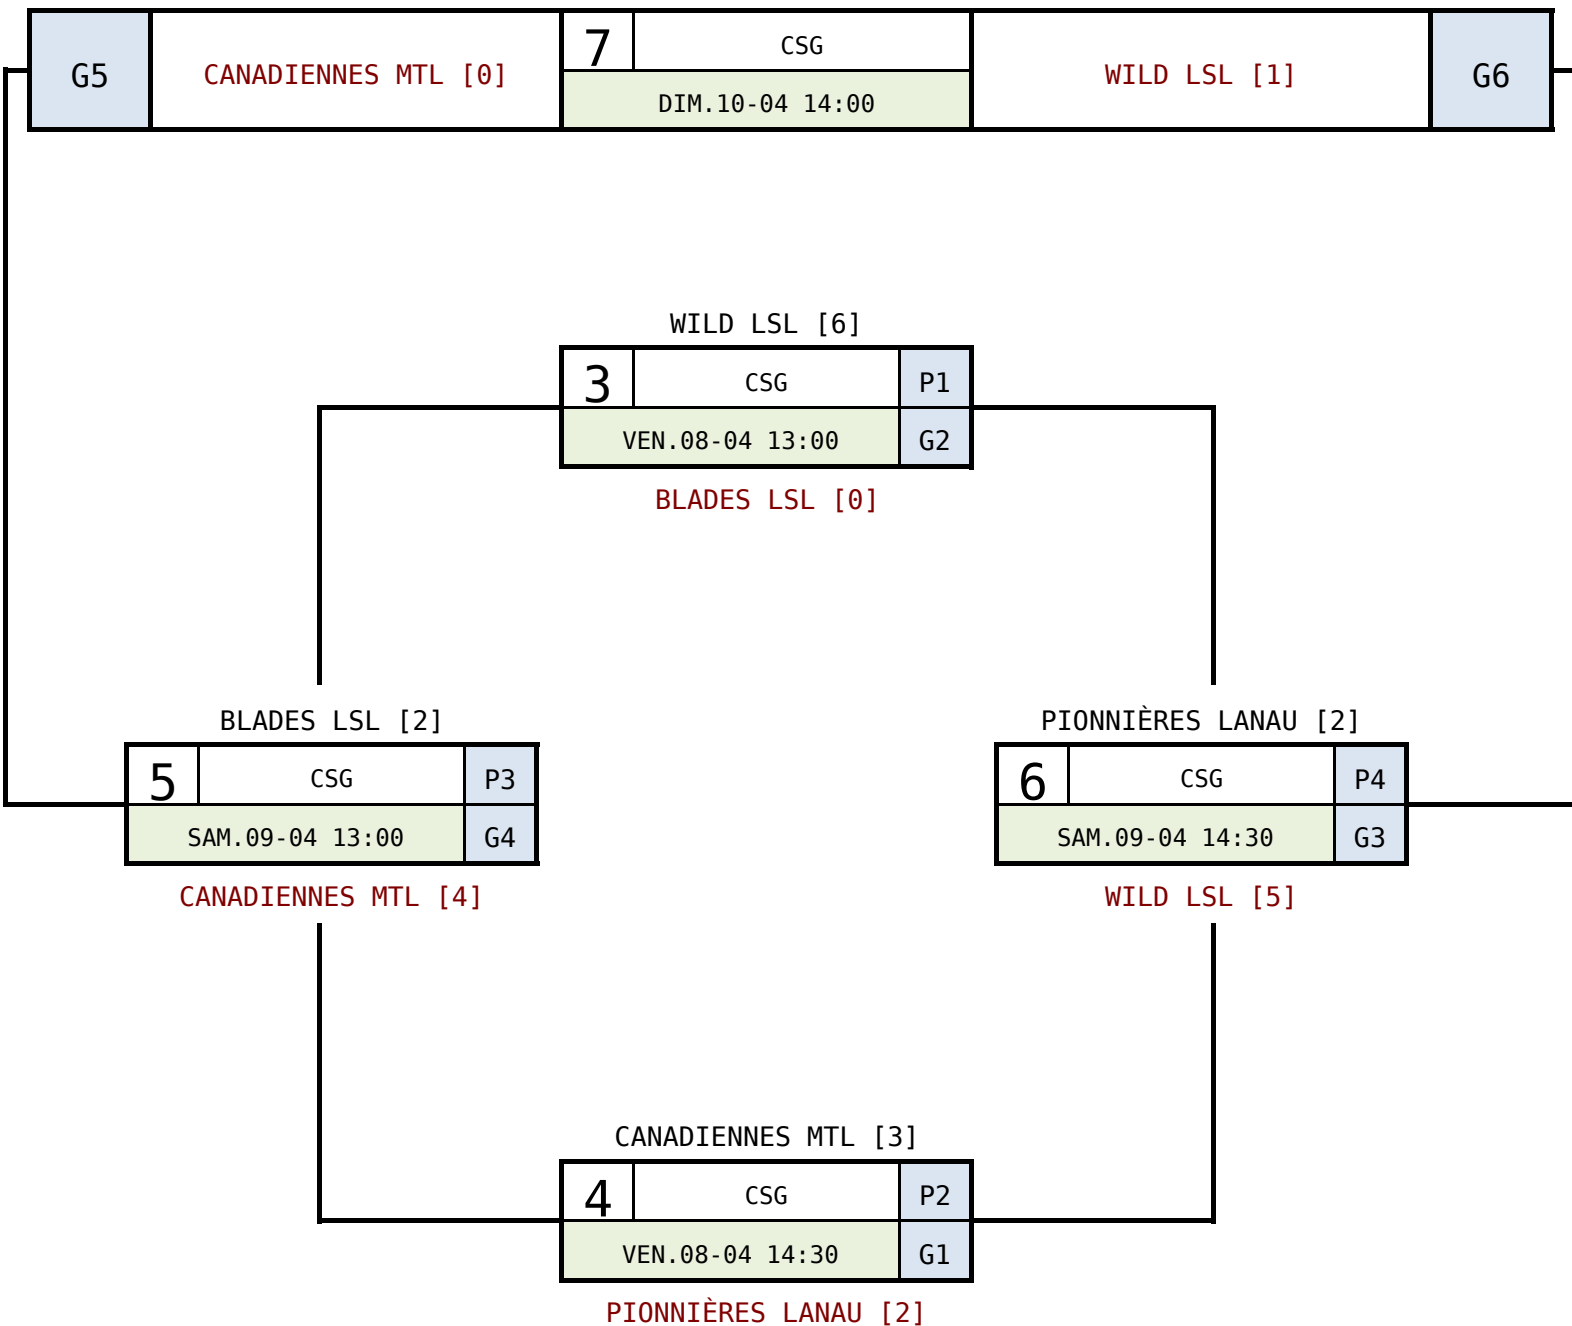 G5
CANADIENNES MTL [0]
7
CSG
DIM.10-04 14:00
WILD LSL [1]
G6
WILD LSL [6]
3
CSG
P1
VEN.08-04 13:00
G2
BLADES LSL [0]
BLADES LSL [2]
5
CSG
P3
SAM.09-04 13:00
G4
CANADIENNES MTL [4]
PIONNIÈRES LANAU [2]
6
CSG
P4
SAM.09-04 14:30
G3
WILD LSL [5]
CANADIENNES MTL [3]
4
CSG
P2
VEN.08-04 14:30
G1
PIONNIÈRES LANAU [2]